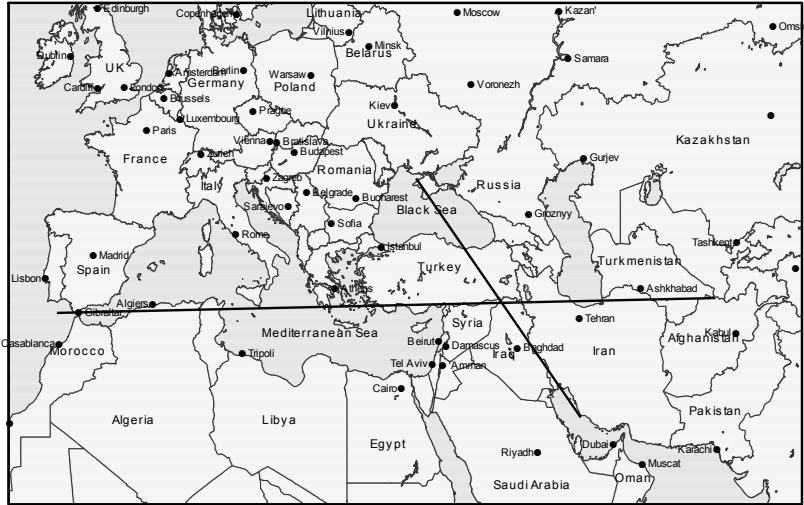 Edinburgh
Copenhagen
Lithuania
Moscow
Kazan'
Omsk
Vilnius
Dublin
UK
Amsterdam
Berlin
Germany
Warsaw
Poland
Minsk
Belarus
Samara
Cardiff
London
Brussels
Voronezh
Kiev
Ukraine
Luxembourg
Prague
Paris
France
Vienna
Bratislava
Budapest
Kazakhstan
Zurich
Gurjev
Romania
Italy
Zagreb
Russia
Belgrade
Bucharest
Sarajevo
Black Sea
Groznyy
Sofia
Rome
Istanbul
Tashkent
Madrid
Spain
Turkey
Turkmenistan
Lisbon
Athens
Ashkhabad
Algiers
Gibraltar
Mediterranean Sea
Syria
Tehran
Afghanistan
Kabul
Casablanca
Morocco
Tripoli
Beirut
Damascus
Iraq
Baghdad
Iran
Tel Aviv
Amman
Cairo
Algeria
Libya
Egypt
Pakistan
Riyadh
Dubai
Karachi
Muscat
Saudi Arabia
Oman